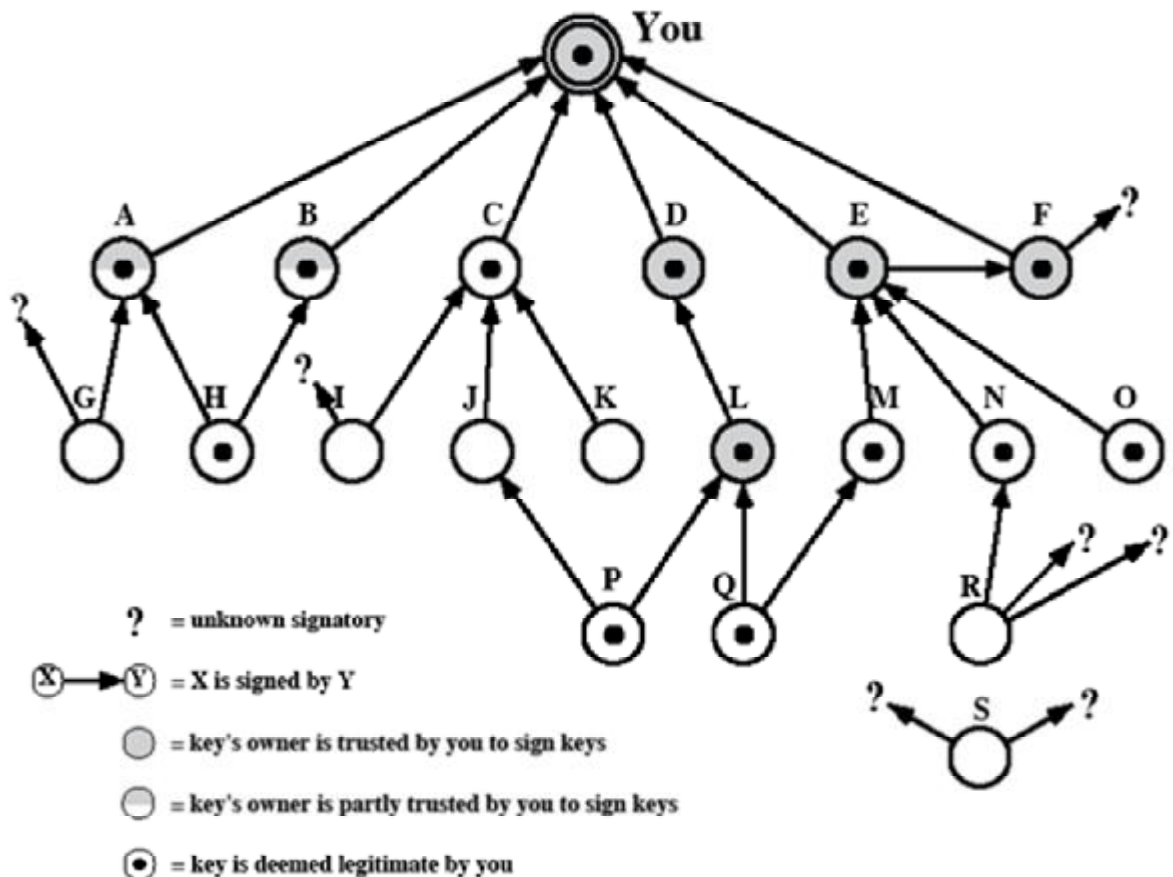 You
A B C D E F ?
?
G H ? I J K L M N O
P Q R ? ?
? = unknown signatory
X Y = X is signed by Y
? S ?
= key's owner is trusted by you to sign keys
= key's owner is partly trusted by you to sign keys
= key is deemed legitimate by you